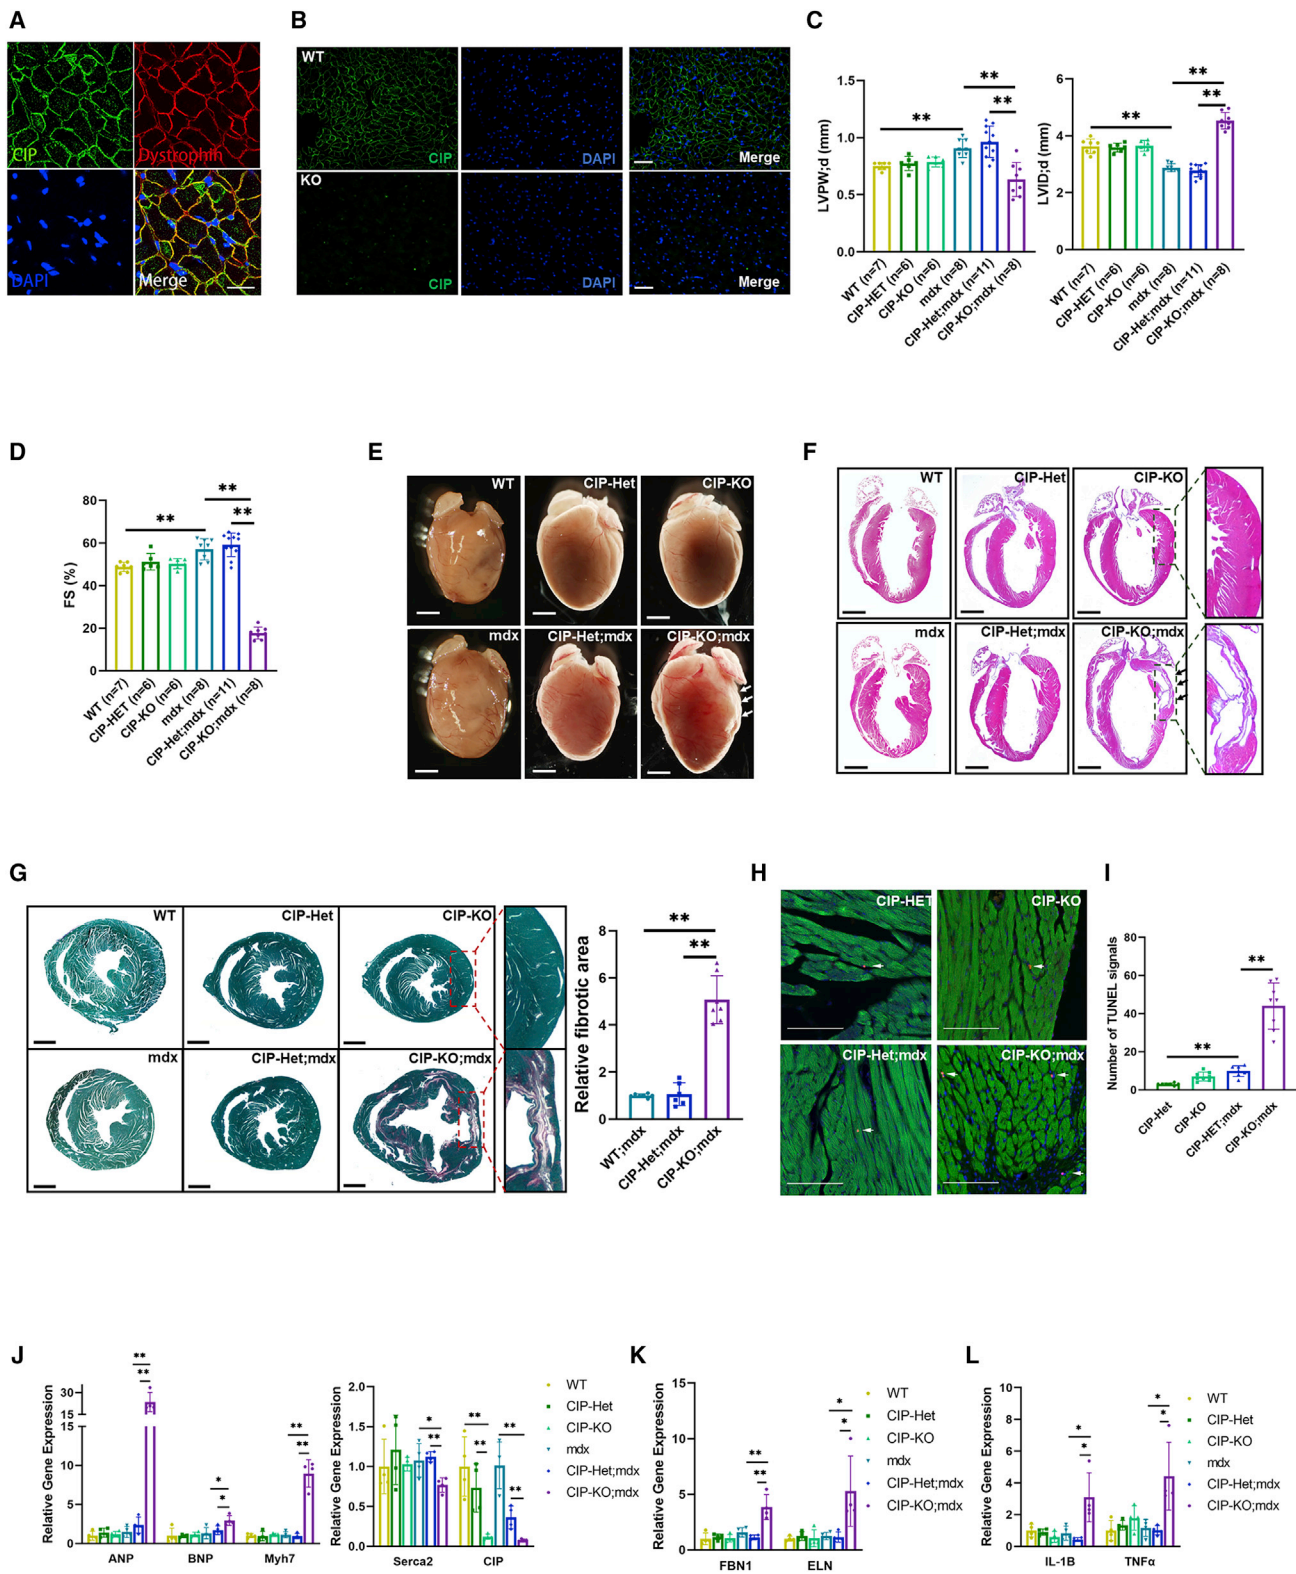 A
CIP
Dystrophin
DAPI
Merge
B
WT
CIP
DAPI
Merge
KO
CIP
DAPI
Merge
C
LVPW;d (mm)
1.5
1.0
0.5
0.0
**
**
**
WT (n=7)
CIP-HET (n=6)
CIP-KO (n=6)
mdx (n=8)
CIP-Het;mdx (n=11)
CIP-KO;mdx (n=8)
LVID;d (mm)
6
4
2
0
**
**
**
WT (n=7)
CIP-HET (n=6)
CIP-KO (n=6)
mdx (n=8)
CIP-Het;mdx (n=11)
CIP-KO;mdx (n=8)
D
FS (%)
80
60
40
20
0
**
**
**
WT (n=7)
CIP-HET (n=6)
CIP-KO (n=6)
mdx (n=8)
CIP-Het;mdx (n=11)
CIP-KO;mdx (n=8)
E
WT
CIP-Het
CIP-KO
mdx
CIP-Het;mdx
CIP-KO;mdx
F
WT
CIP-Het
CIP-KO
mdx
CIP-Het;mdx
CIP-KO;mdx
G
WT
CIP-Het
CIP-KO
mdx
CIP-Het;mdx
CIP-KO;mdx
Relative fibrotic area
8
6
4
2
0
**
**
WT;mdx
CIP-Het;mdx
CIP-KO;mdx
H
CIP-HET
CIP-KO
CIP-Het;mdx
CIP-KO;mdx
I
Number of TUNEL signals
80
60
40
20
0
**
**
CIP-Het
CIP-KO
CIP-HET;mdx
CIP-KO;mdx
J
Relative Gene Expression
30
15
15
10
5
0
**
**
*
*
**
**
ANP
BNP
Myh7
Relative Gene Expression
2.0
1.5
1.0
0.5
0.0
*
**
**
**
**
**
Serca2
CIP
WT
CIP-Het
CIP-KO
mdx
CIP-Het;mdx
CIP-KO;mdx
K
Relative Gene Expression
15
10
5
0
**
**
*
*
FBN1
ELN
WT
CIP-Het
CIP-KO
mdx
CIP-Het;mdx
CIP-KO;mdx
L
Relative Gene Expression
10
8
6
4
2
0
*
*
*
*
IL-1B
TNFα
WT
CIP-Het
CIP-KO
mdx
CIP-Het;mdx
CIP-KO;mdx